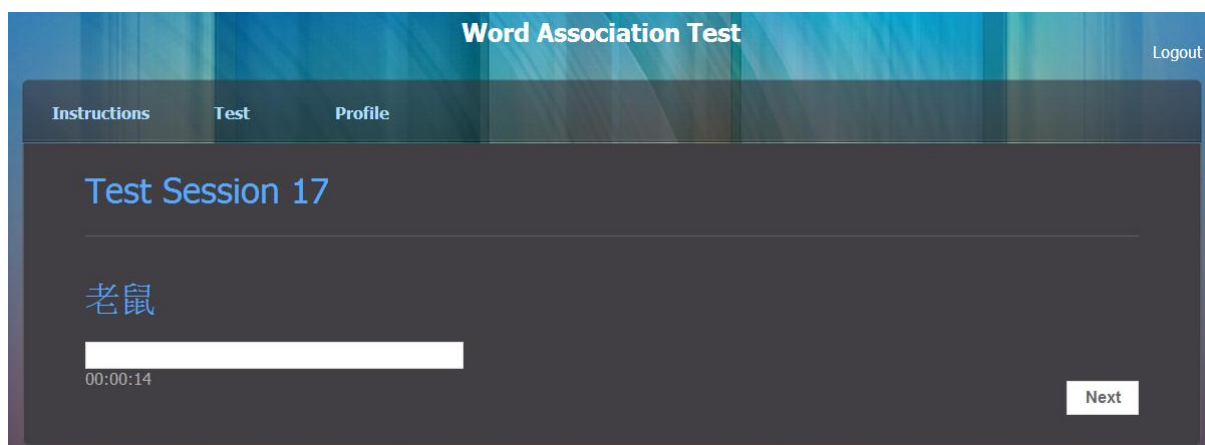 Word Association Test
Logout
Instructions Test Profile
Test Session 17
老鼠
00:00:14
Next